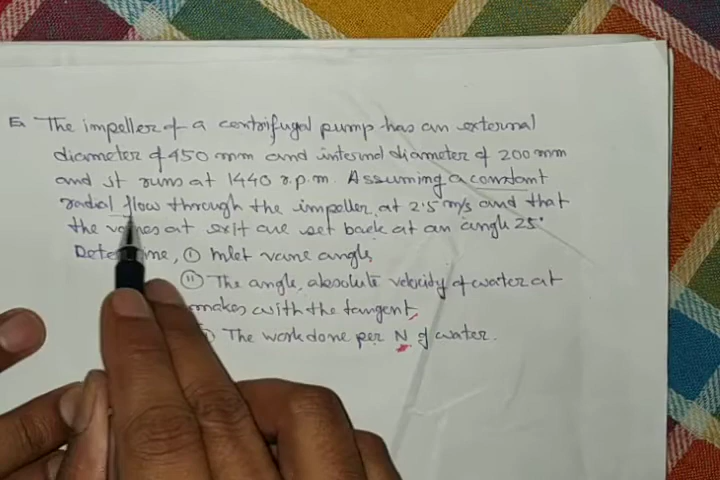 Ex The impeller of a centrifugal pump has an external
diameter of 450 mm and internal diameter of 200 mm
and it runs at 1440 r.p.m. Assuming a constant
radial flow through the impeller at 2.5 m/s and that
the vanes at exit are set back at an angle 25°
Determine, (i) Inlet vane angle,
(ii) The angle, absolute velocity of water at
makes with the tangent,
The work done per N of water.